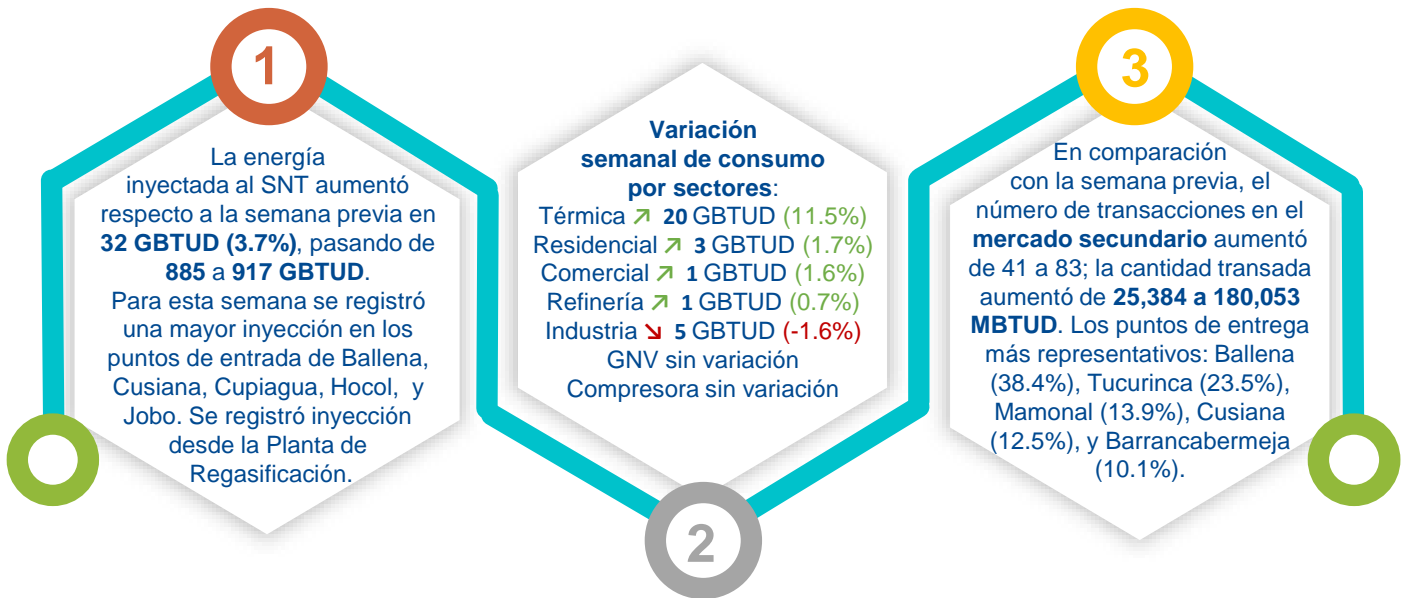 1
La energía
inyectada al SNT aumentó
respecto a la semana previa en
32 GBTUD (3.7%), pasando de
885 a 917 GBTUD.
Para esta semana se registró
una mayor inyección en los
puntos de entrada de Ballena,
Cusiana, Cupiagua, Hocol, y
Jobo. Se registró inyección
desde la Planta de
Regasificación.
Variación
semanal de consumo
por sectores:
Térmica ↗ 20 GBTUD (11.5%)
Residencial ↗ 3 GBTUD (1.7%)
Comercial ↗ 1 GBTUD (1.6%)
Refinería ↗ 1 GBTUD (0.7%)
Industria ↘ 5 GBTUD (-1.6%)
GNV sin variación
Compresora sin variación
2
3
En comparación
con la semana previa, el
número de transacciones en el
mercado secundario aumentó
de 41 a 83; la cantidad transada
aumentó de 25,384 a 180,053
MBTUD. Los puntos de entrega
más representativos: Ballena
(38.4%), Tucurinca (23.5%),
Mamonal (13.9%), Cusiana
(12.5%), y Barrancabermeja
(10.1%).